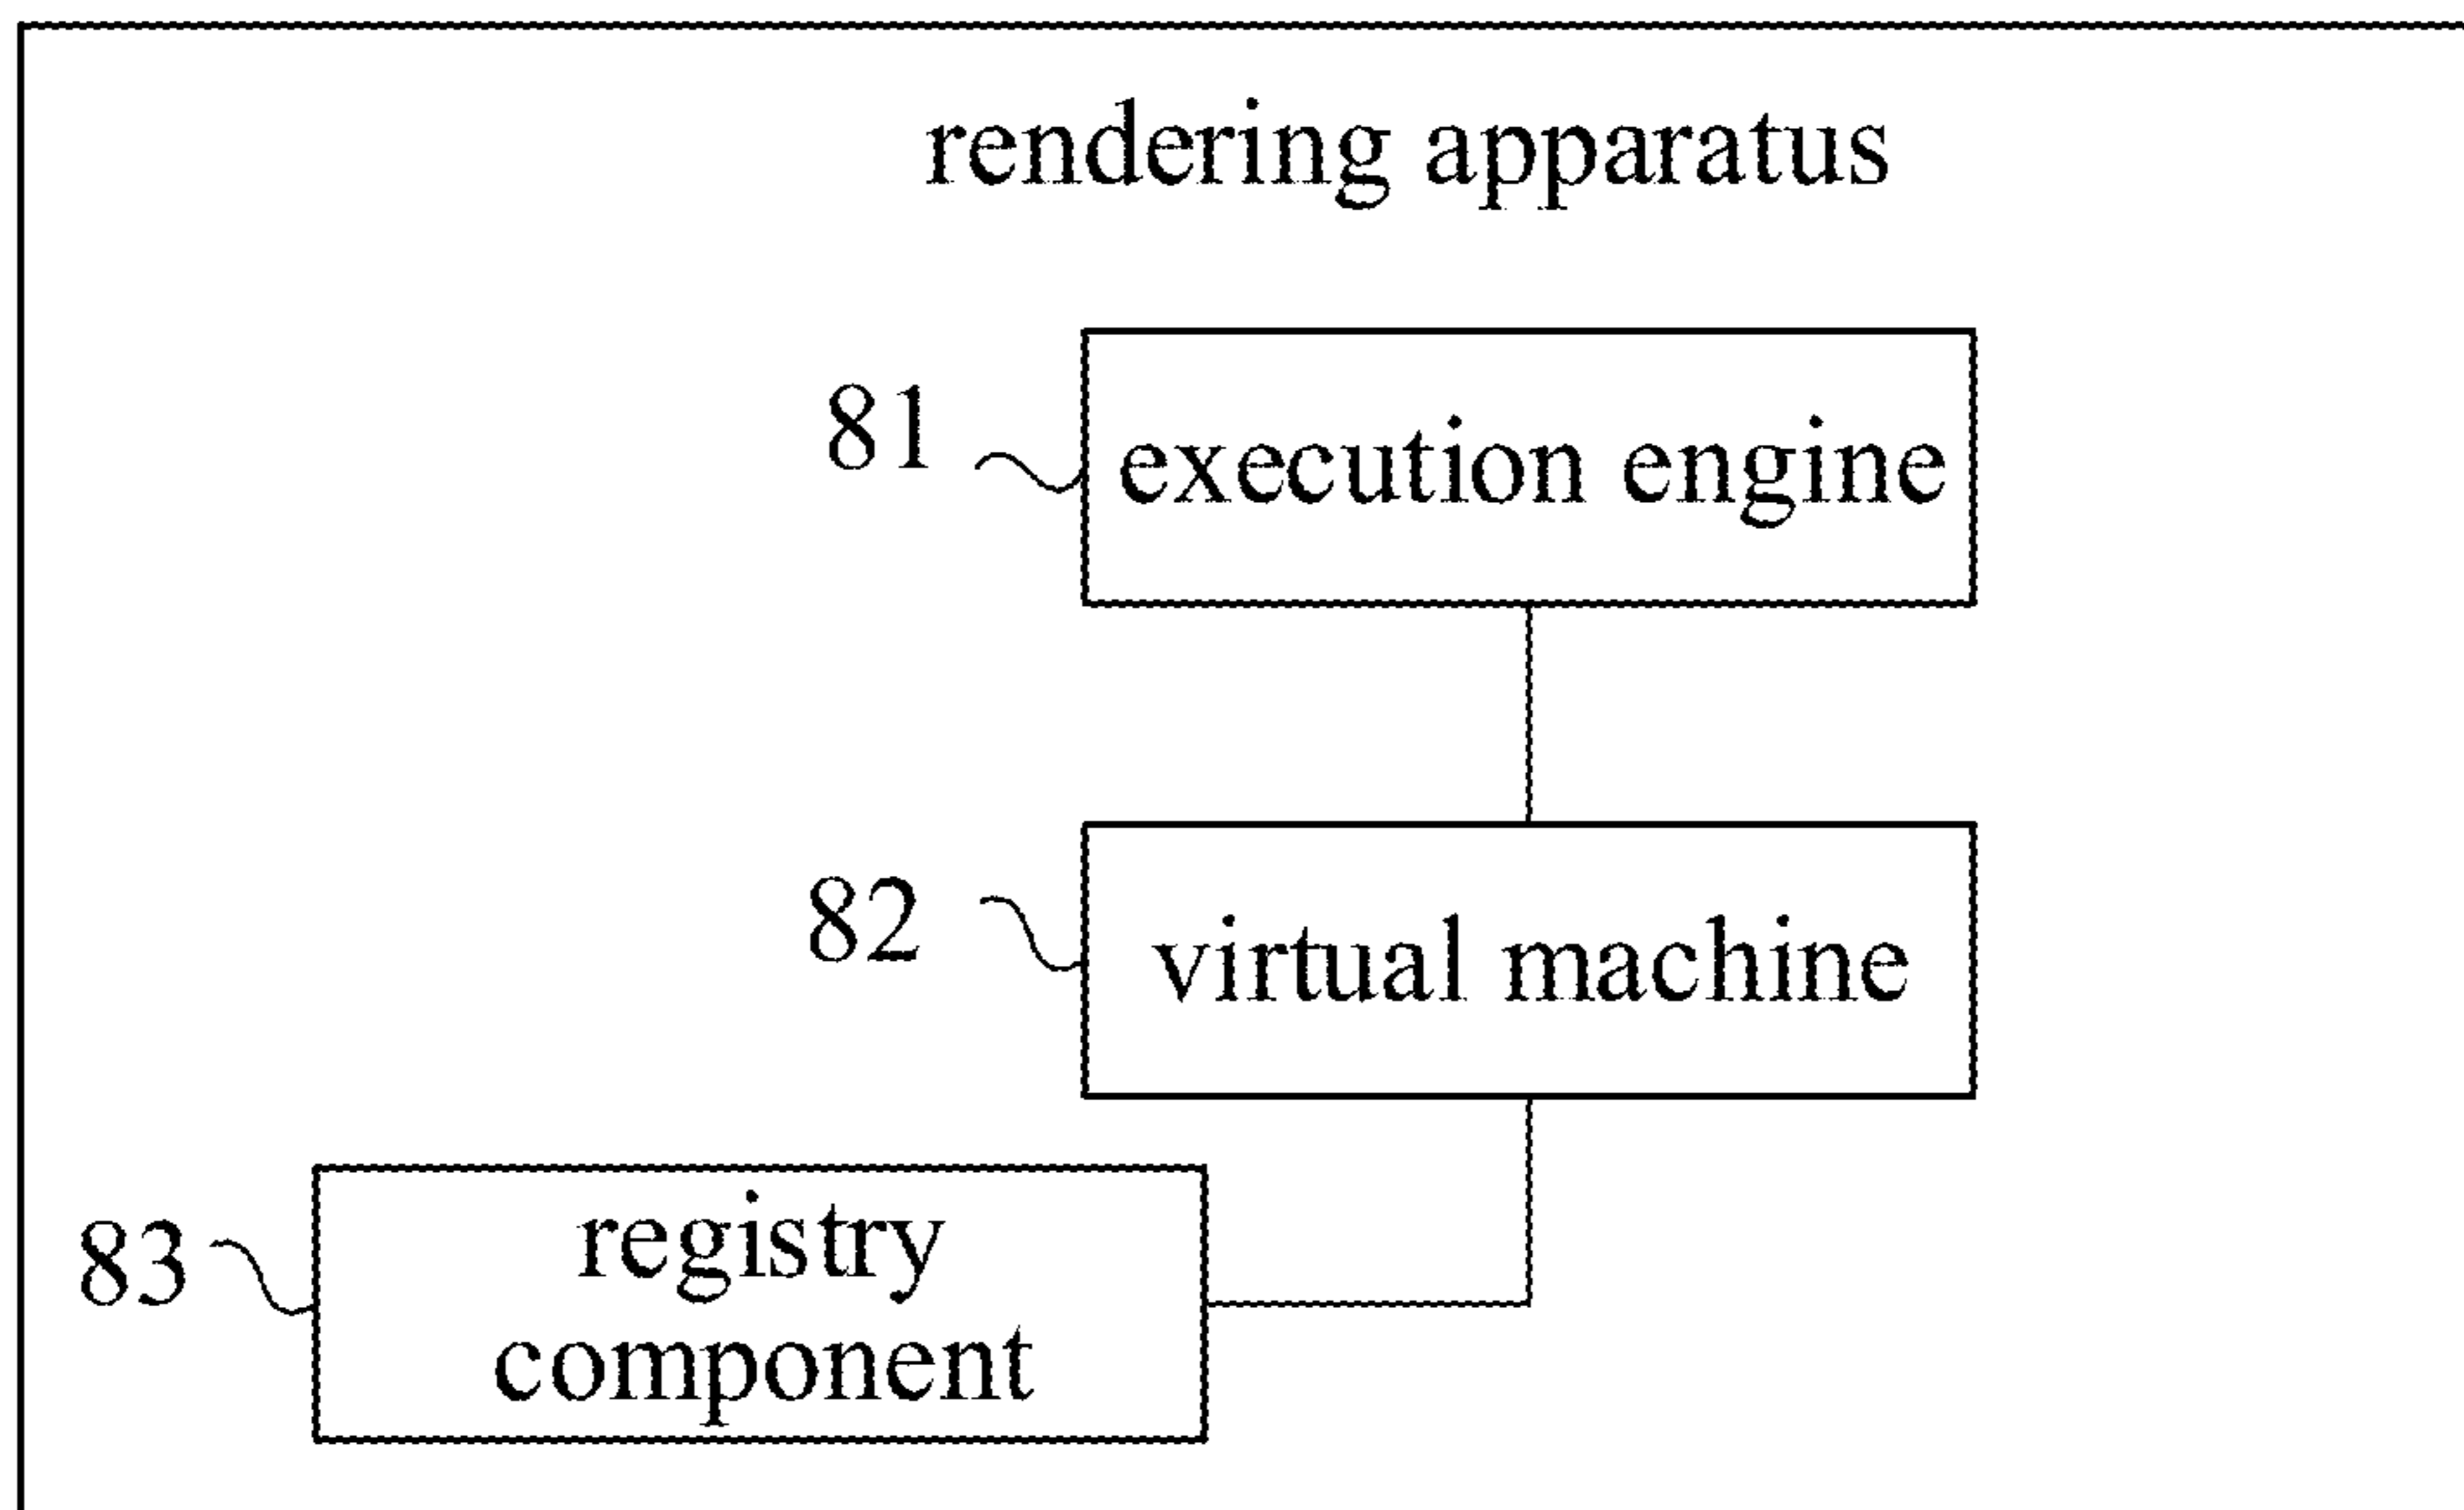 rendering apparatus
81
execution engine
82
virtual machine
83
registry
component